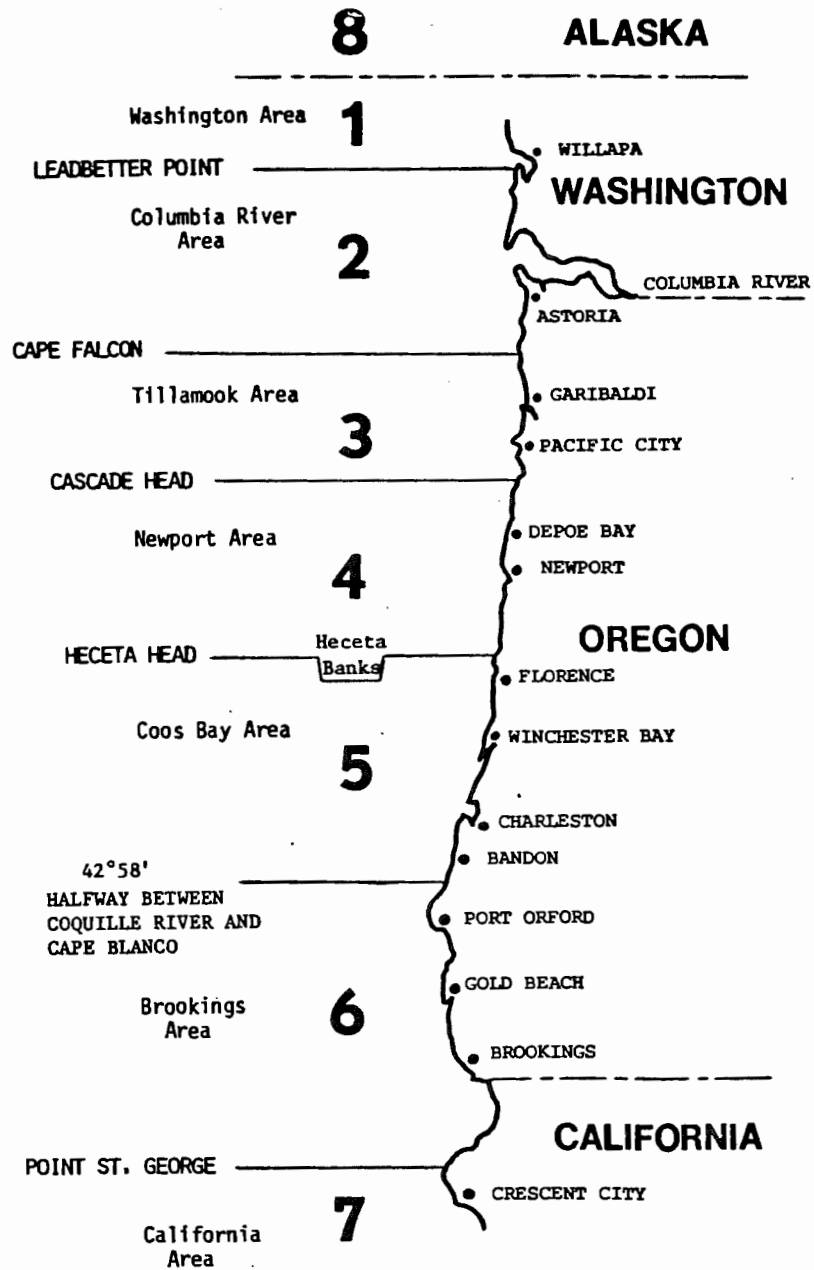 8 ALASKA
Washington Area 1
WILLAPA
LEADBETTER POINT
WASHINGTON
Columbia River
Area
2
COLUMBIA RIVER
ASTORIA
CAPE FALCON
Tillamook Area
GARIBALDI
3
PACIFIC CITY
CASCADE HEAD
Newport Area
DEPOE BAY
4
NEWPORT
OREGON
HECETA HEAD
Heceta
Banks
FLORENCE
Coos Bay Area
WINCHESTER BAY
5
CHARLESTON
BANDON
42°58'
HALFWAY BETWEEN
COQUILLE RIVER AND
CAPE BLANCO
PORT ORFORD
GOLD BEACH
Brookings
Area
6
BROOKINGS
CALIFORNIA
POINT ST. GEORGE
CRESCENT CITY
7
California
Area